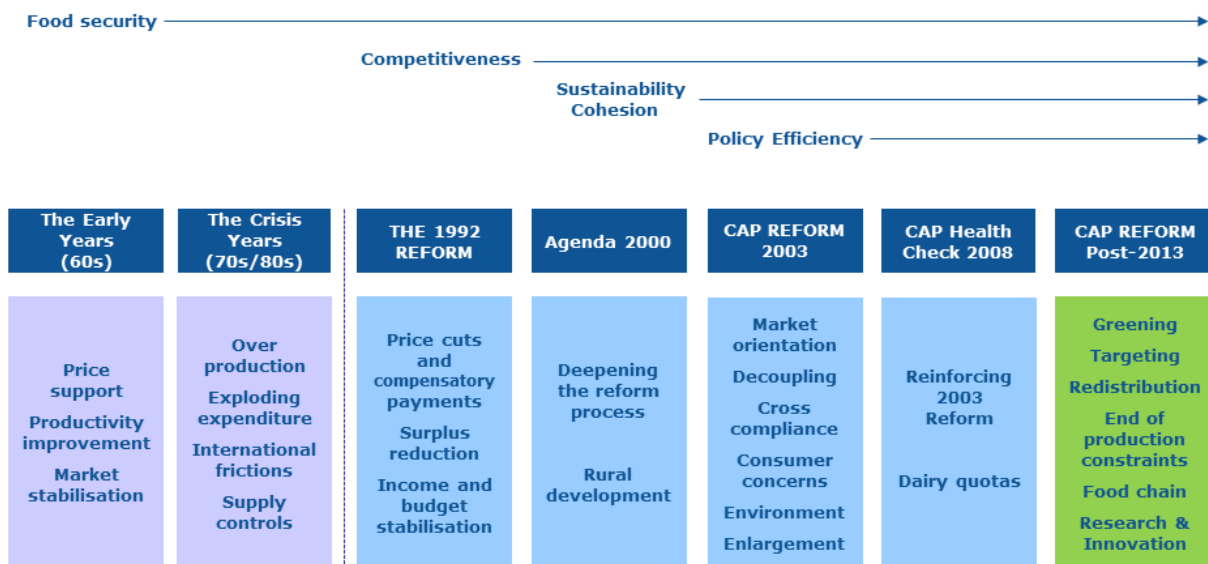 Food security
Competitiveness
Sustainability
Cohesion
Policy Efficiency
The Early
Years
(60s)
The Crisis
Years
(70s/80s)
THE 1992
REFORM
Agenda 2000
CAP REFORM
2003
CAP Health
Check 2008
CAP REFORM
Post-2013
Price
support
Productivity
improvement
Market
stabilisation
Over
production
Exploding
expenditure
International
frictions
Supply
controls
Price cuts
and
compensatory
payments
Surplus
reduction
Income and
budget
stabilisation
Deepening
the reform
process
Rural
development
Market
orientation
Decoupling
Cross
compliance
Consumer
concerns
Environment
Enlargement
Reinforcing
2003
Reform
Dairy quotas
Greening
Targeting
Redistribution
End of
production
constraints
Food chain
Research &
Innovation